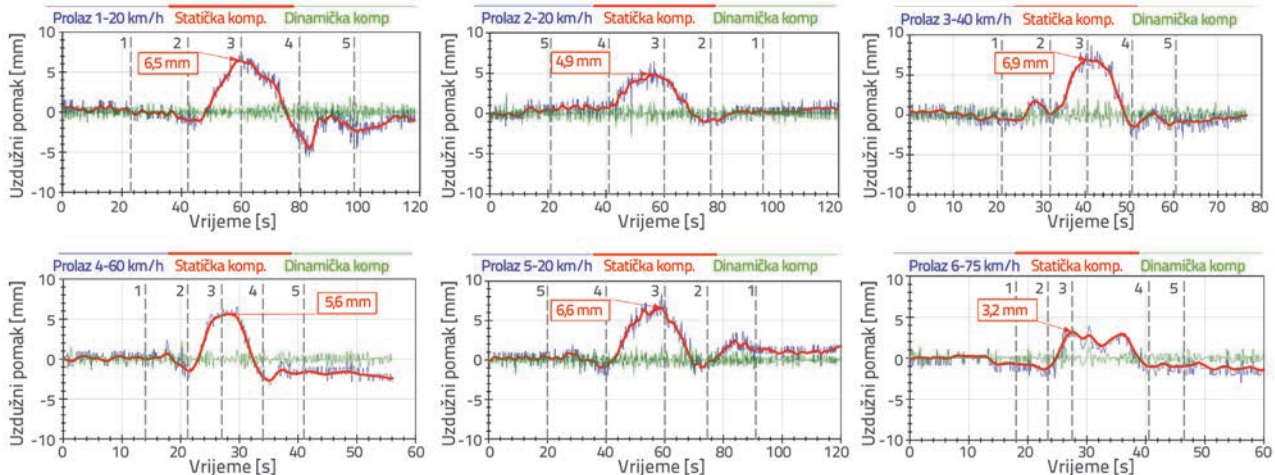 Prolaz 1-20 km/h Statička komp. Dinamička komp
Uzdužni pomak [mm]
10
5
0
-5
-10
1 2 3 4 5
6,5 mm
0 20 40 60 80 100 120
Vrijeme [s]
Prolaz 2-20 km/h Statička komp. Dinamička komp
Uzdužni pomak [mm]
10
5
0
-5
-10
5 4 3 2 1
4,9 mm
0 20 40 60 80 100 120
Vrijeme [s]
Prolaz 3-40 km/h Statička komp. Dinamička komp
Uzdužni pomak [mm]
10
5
0
-5
-10
1 2 3 4 5
6,9 mm
0 10 20 30 40 50 60 70 80
Vrijeme [s]
Prolaz 4-60 km/h Statička komp. Dinamička komp
Uzdužni pomak [mm]
10
5
0
-5
-10
1 2 3 4 5
5,6 mm
0 10 20 30 40 50 60
Vrijeme [s]
Prolaz 5-20 km/h Statička komp. Dinamička komp
Uzdužni pomak [mm]
10
5
0
-5
-10
5 4 3 2 1
6,6 mm
0 20 40 60 80 100 120
Vrijeme [s]
Prolaz 6-75 km/h Statička komp. Dinamička komp
Uzdužni pomak [mm]
10
5
0
-5
-10
1 2 3 4 5
3,2 mm
0 10 20 30 40 50 60
Vrijeme [s]